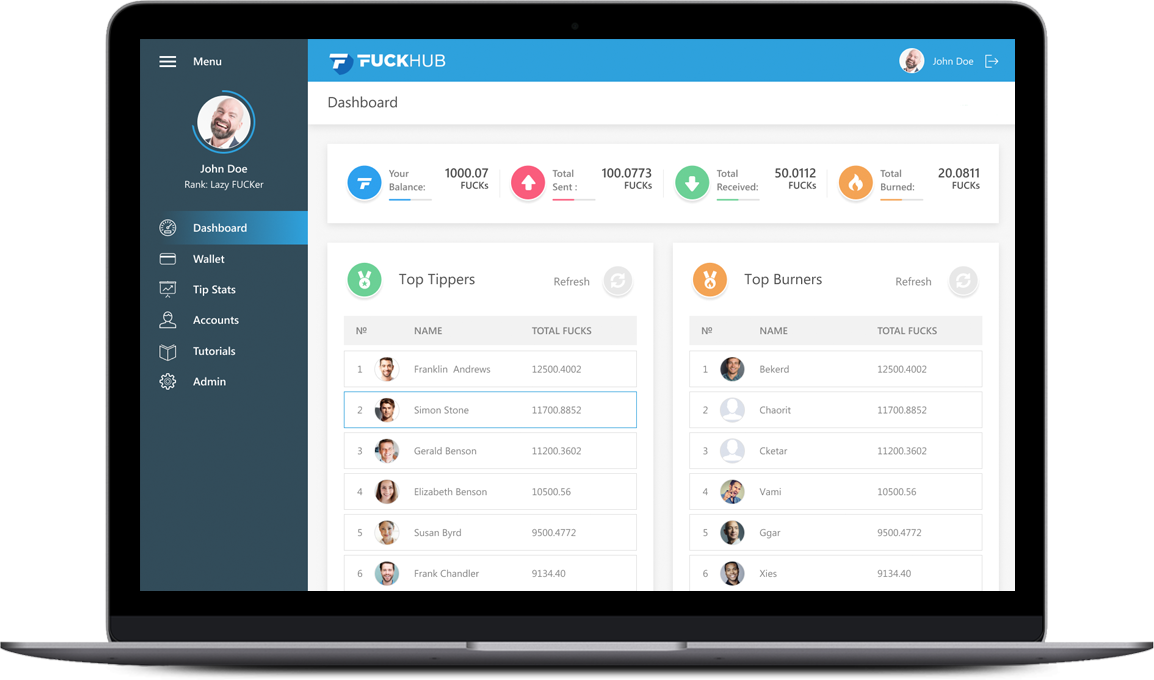 Menu
FUCKHUB
John Doe
Dashboard
John Doe
Rank: Lazy FUCKer
Dashboard
Wallet
Tip Stats
Accounts
Tutorials
Admin
Your Balance:
1000.07
FUCKs
Total Sent :
100.0773
FUCKs
Total Received:
50.0112
FUCKs
Total Burned:
20.0811
FUCKs
Top Tippers
Refresh
Nº NAME TOTAL FUCKS
1 Franklin Andrews 12500.4002
2 Simon Stone 11700.8852
3 Gerald Benson 11200.3602
4 Elizabeth Benson 10500.56
5 Susan Byrd 9500.4772
6 Frank Chandler 9134.40
Top Burners
Refresh
Nº NAME TOTAL FUCKS
1 Bekerd 12500.4002
2 Chaorit 11700.8852
3 Cketar 11200.3602
4 Vami 10500.56
5 Ggar 9500.4772
6 Xies 9134.40